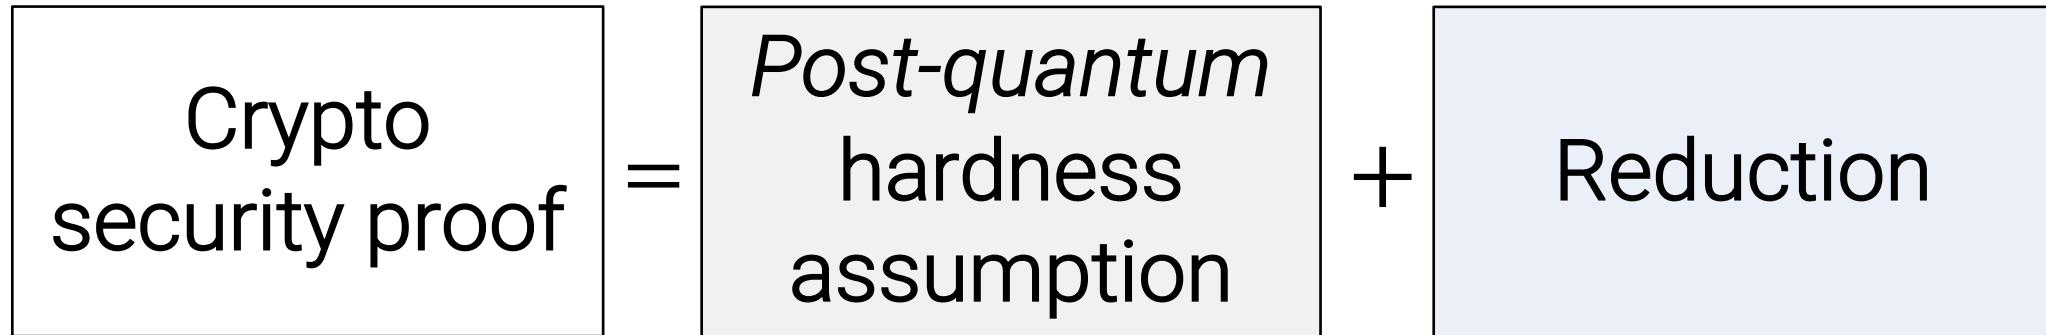 Crypto
security proof
=
Post-quantum
hardness
assumption
+
Reduction